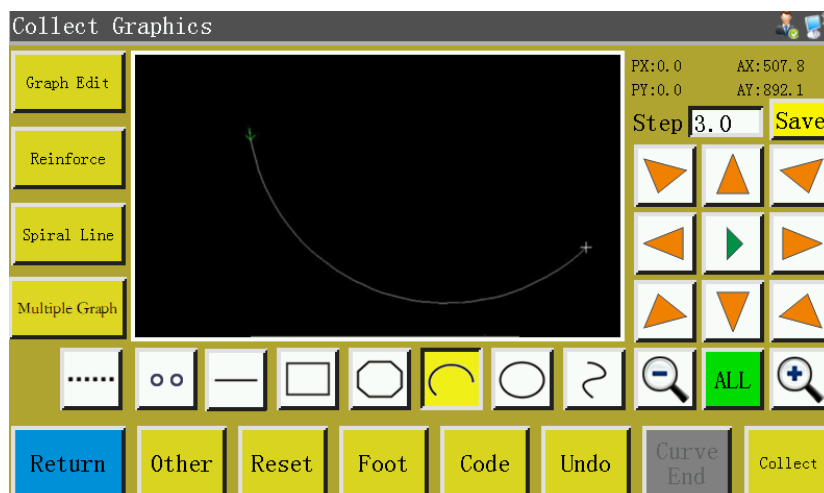 Collect Graphics
Graph Edit
PX:0.0 AX:507.8
PY:0.0 AY:892.1
Step 3.0 Save
Reinforce
Spiral Line
Multiple Graph
ALL
Return Other Reset Foot Code Undo Curve End Collect